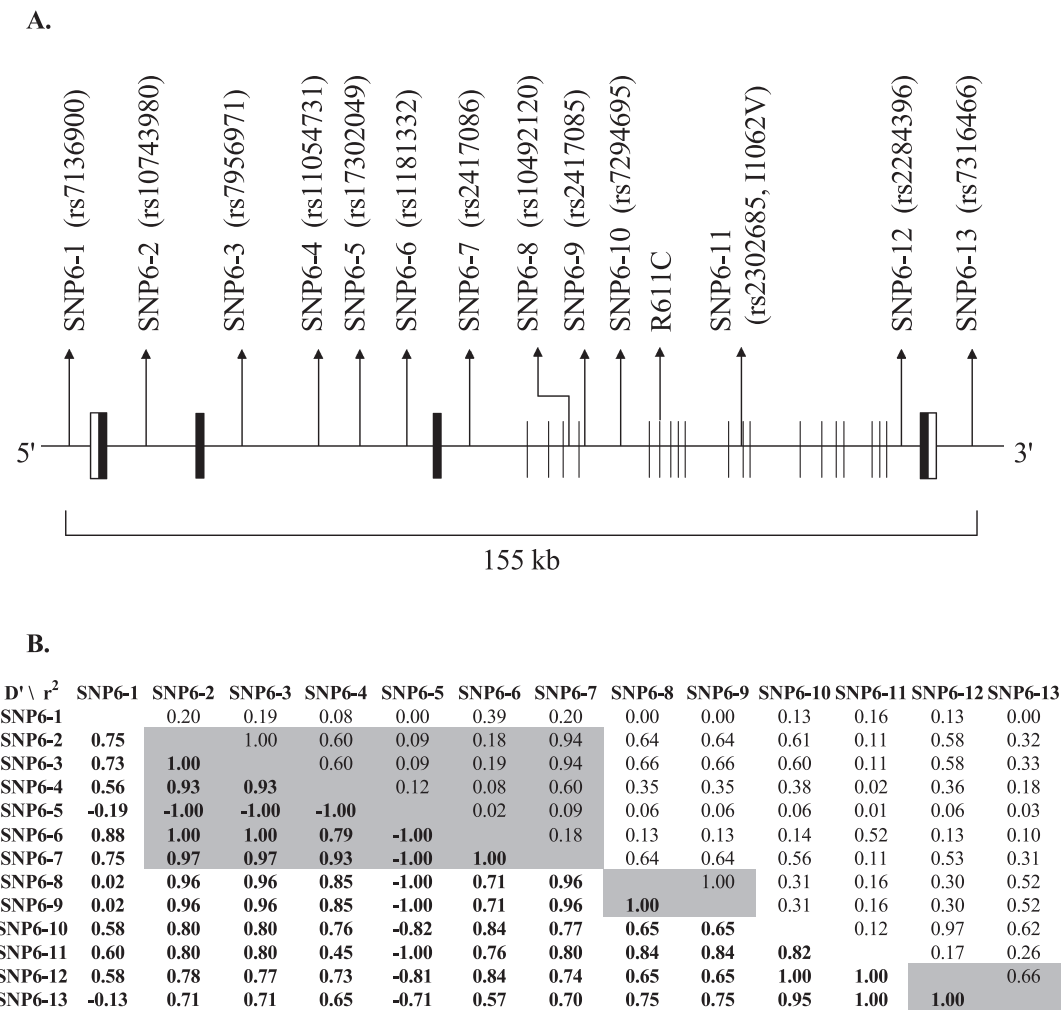 A.
SNP6-1 (rs7136900)
SNP6-2 (rs10743980)
SNP6-3 (rs7956971)
SNP6-4 (rs11054731)
SNP6-5 (rs17302049)
SNP6-6 (rs1181332)
SNP6-7 (rs2417086)
SNP6-8 (rs10492120)
SNP6-9 (rs2417085)
SNP6-10 (rs7294695)
R611C
SNP6-11
(rs2302685, I1062V)
SNP6-12 (rs2284396)
SNP6-13 (rs7316466)
5' 3'
155 kb
B.
D' \ r² SNP6-1 SNP6-2 SNP6-3 SNP6-4 SNP6-5 SNP6-6 SNP6-7 SNP6-8 SNP6-9 SNP6-10 SNP6-11 SNP6-12 SNP6-13
SNP6-1 0.20 0.19 0.08 0.00 0.39 0.20 0.00 0.00 0.13 0.16 0.13 0.00
SNP6-2 0.75 1.00 0.60 0.09 0.18 0.94 0.64 0.64 0.61 0.11 0.58 0.32
SNP6-3 0.73 1.00 0.60 0.09 0.19 0.94 0.66 0.66 0.60 0.11 0.58 0.33
SNP6-4 0.56 0.93 0.93 0.12 0.08 0.60 0.35 0.35 0.38 0.02 0.36 0.18
SNP6-5 -0.19 -1.00 -1.00 -1.00 0.02 0.09 0.06 0.06 0.06 0.01 0.06 0.03
SNP6-6 0.88 1.00 1.00 0.79 -1.00 0.18 0.13 0.13 0.14 0.52 0.13 0.10
SNP6-7 0.75 0.97 0.97 0.93 -1.00 1.00 0.64 0.64 0.56 0.11 0.53 0.31
SNP6-8 0.02 0.96 0.96 0.85 -1.00 0.71 0.96 1.00 0.31 0.16 0.30 0.52
SNP6-9 0.02 0.96 0.96 0.85 -1.00 0.71 0.96 1.00 0.31 0.16 0.30 0.52
SNP6-10 0.58 0.80 0.80 0.76 -0.82 0.84 0.77 0.65 0.65 0.12 0.97 0.62
SNP6-11 0.60 0.80 0.80 0.45 -1.00 0.76 0.80 0.84 0.84 0.82 0.17 0.26
SNP6-12 0.58 0.78 0.77 0.73 -0.81 0.84 0.74 0.65 0.65 1.00 1.00 0.66
SNP6-13 -0.13 0.71 0.71 0.65 -0.71 0.57 0.70 0.75 0.75 0.95 1.00 1.00